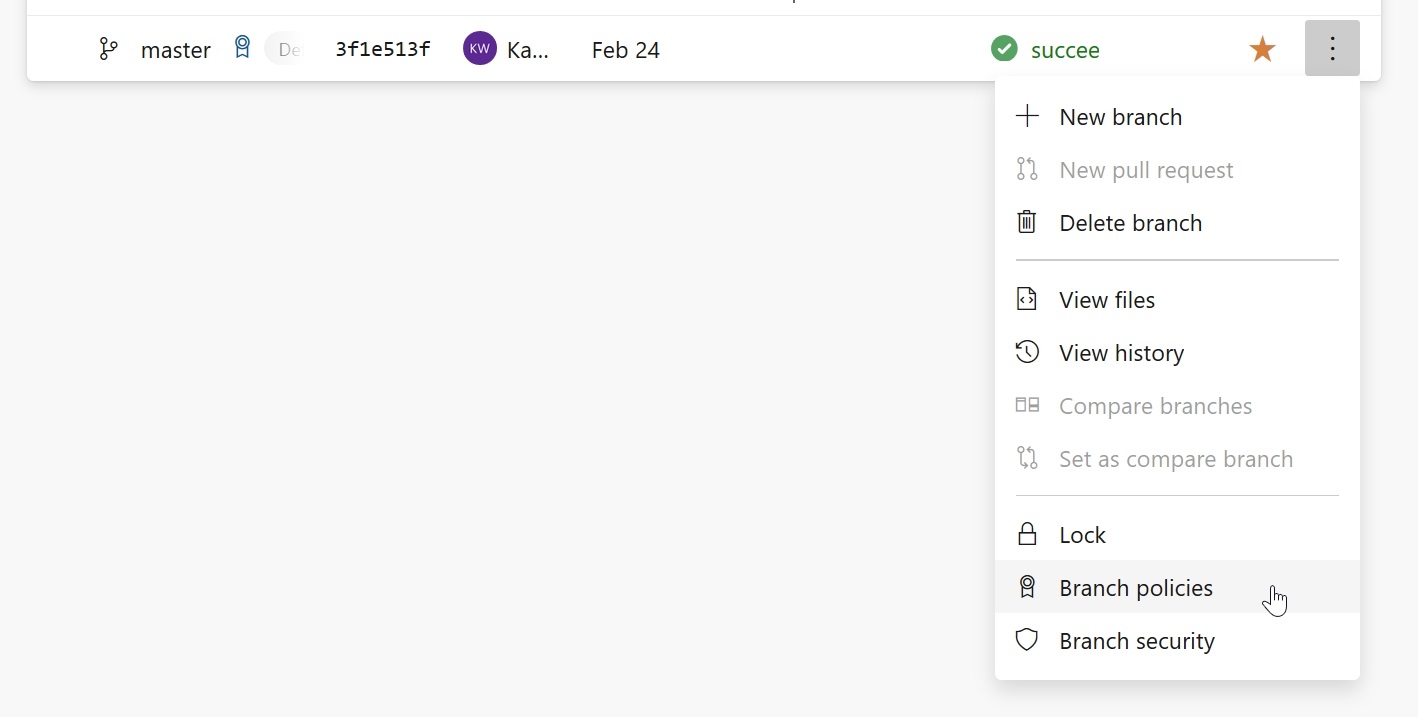 master De 3f1e513f KW Ka... Feb 24 succee
New branch
New pull request
Delete branch
View files
View history
Compare branches
Set as compare branch
Lock
Branch policies
Branch security